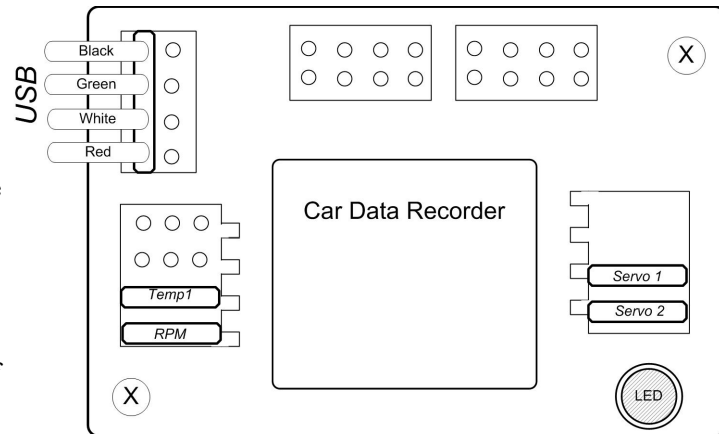 Black
Green
White
Red
USB
X
Car Data Recorder
Temp1
RPM
Servo 1
Servo 2
X
LED